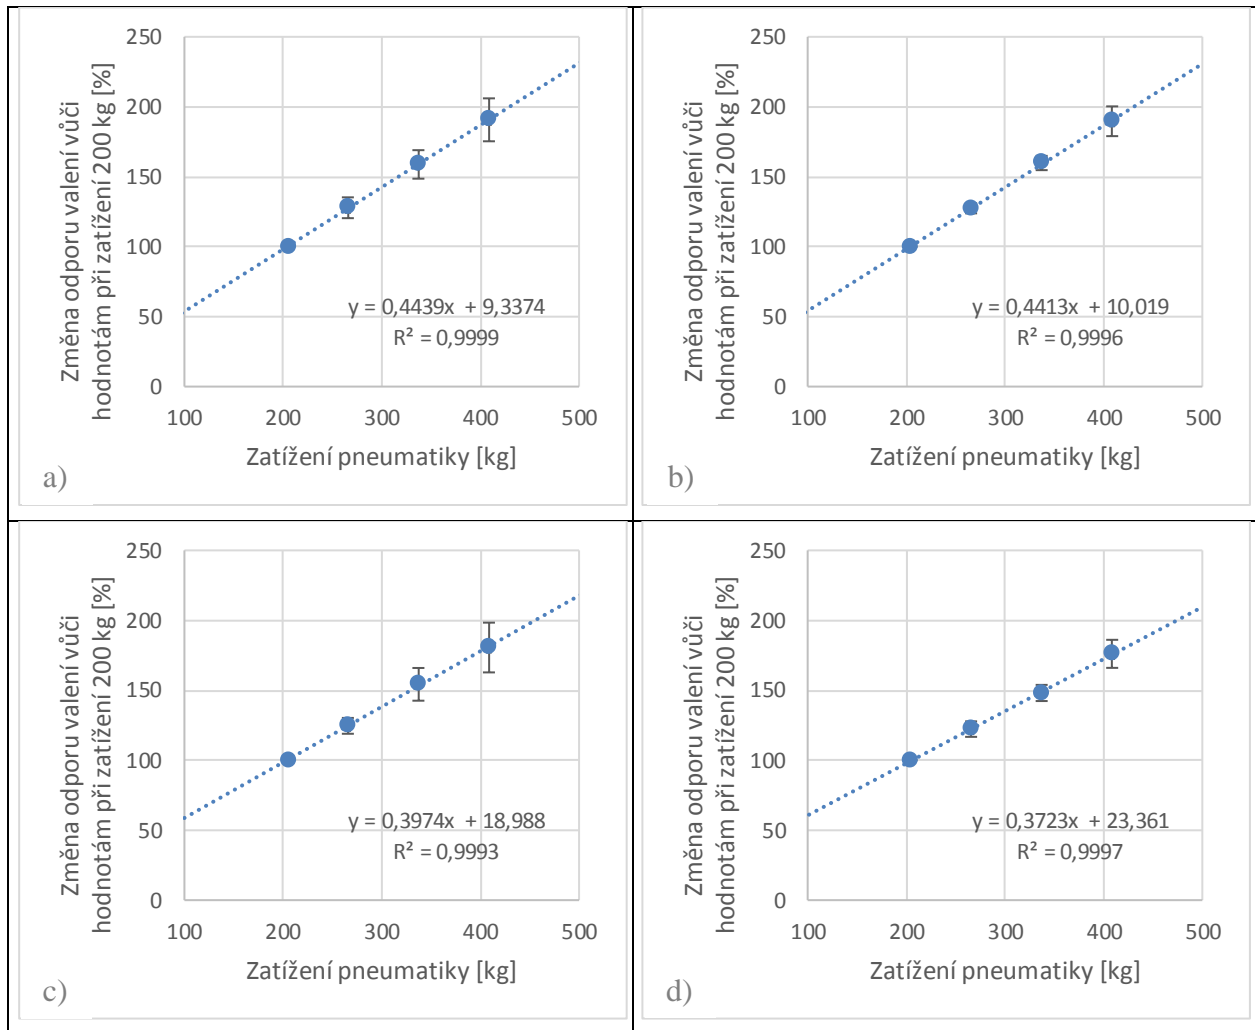 Změna odporu valení vůči
hodnotám při zatížení 200 kg [%]
250
200
150
100
50
0
y = 0,4439x + 9,3374
R² = 0,9999
100 200 300 400 500
Zatížení pneumatiky [kg]
a)
Změna odporu valení vůči
hodnotám při zatížení 200 kg [%]
250
200
150
100
50
0
y = 0,4413x + 10,019
R² = 0,9996
100 200 300 400 500
Zatížení pneumatiky [kg]
b)
Změna odporu valení vůči
hodnotám při zatížení 200 kg [%]
250
200
150
100
50
0
y = 0,3974x + 18,988
R² = 0,9993
100 200 300 400 500
Zatížení pneumatiky [kg]
c)
Změna odporu valení vůči
hodnotám při zatížení 200 kg [%]
250
200
150
100
50
0
y = 0,3723x + 23,361
R² = 0,9997
100 200 300 400 500
Zatížení pneumatiky [kg]
d)